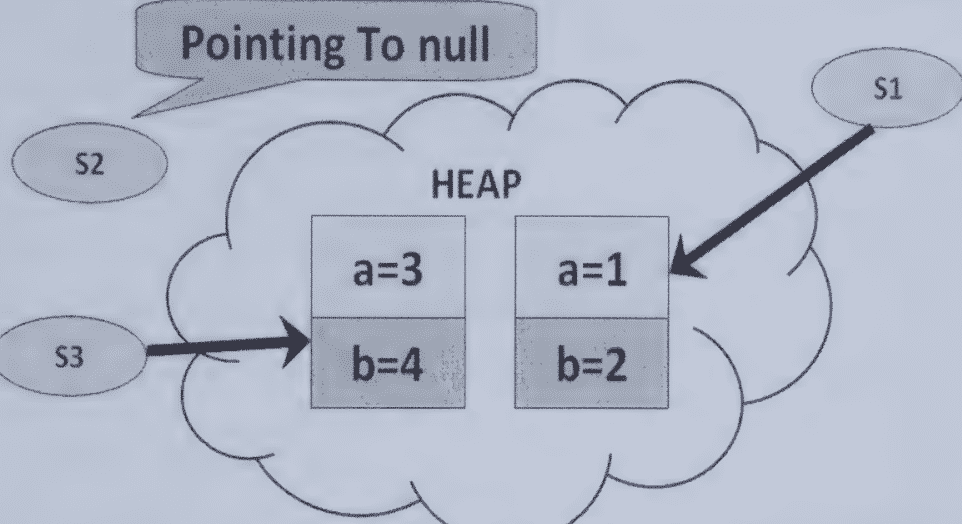 Pointing To null
S1
S2
HEAP
a=3
a=1
S3
b=4
b=2